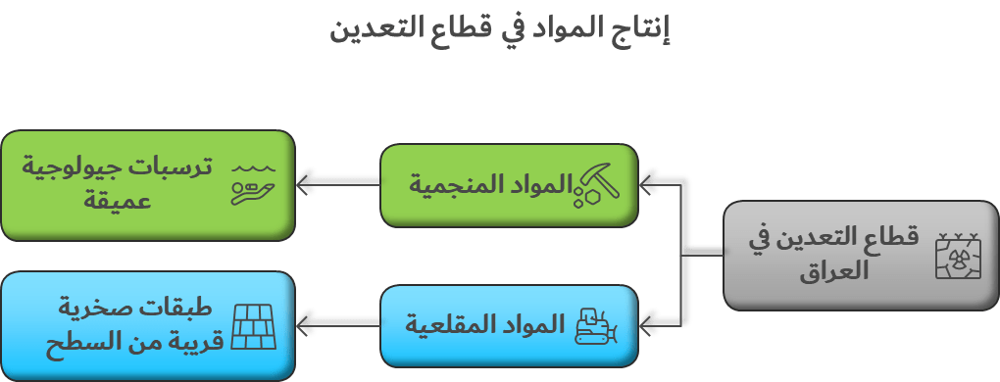 إنتاج المواد في قطاع التعدين
قطاع التعدين في
العراق
المواد المنجمية
ترسبات جيولوجية
عميقة
المواد المقلعية
طبقات صخرية
قريبة من السطح